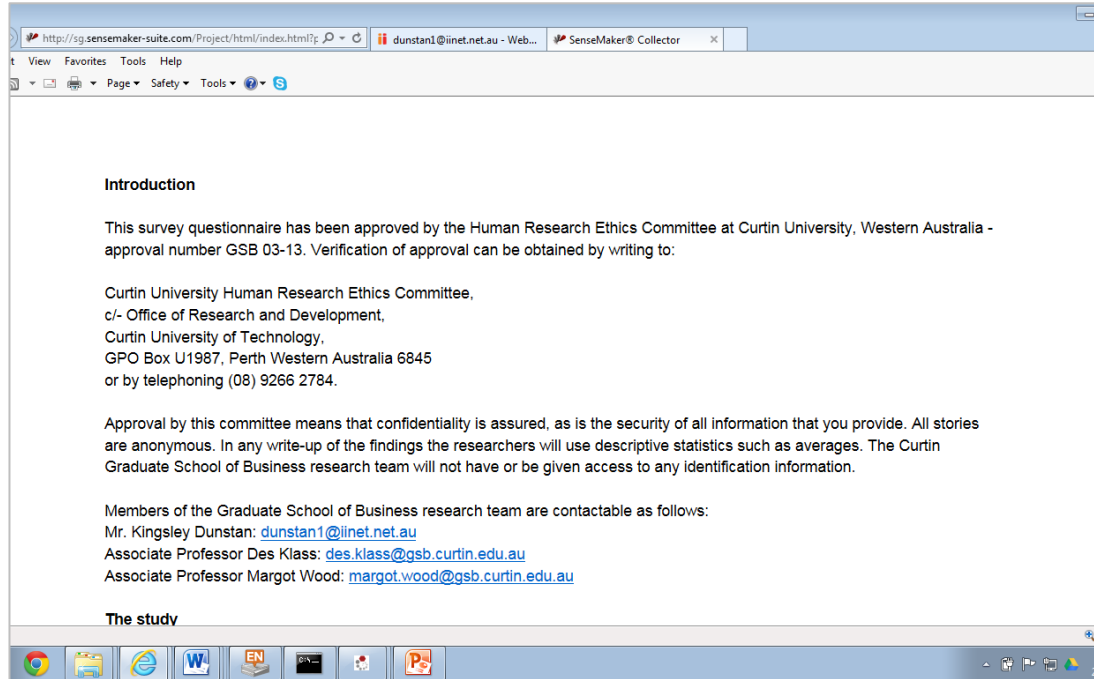 http://sg.sensemaker-suite.com/Project/html/index.html?p
dunstan1@iinet.net.au - Web...
SenseMaker® Collector
t View Favorites Tools Help
Page Safety Tools
Introduction
This survey questionnaire has been approved by the Human Research Ethics Committee at Curtin University, Western Australia -
approval number GSB 03-13. Verification of approval can be obtained by writing to:
Curtin University Human Research Ethics Committee,
c/- Office of Research and Development,
Curtin University of Technology,
GPO Box U1987, Perth Western Australia 6845
or by telephoning (08) 9266 2784.
Approval by this committee means that confidentiality is assured, as is the security of all information that you provide. All stories
are anonymous. In any write-up of the findings the researchers will use descriptive statistics such as averages. The Curtin
Graduate School of Business research team will not have or be given access to any identification information.
Members of the Graduate School of Business research team are contactable as follows:
Mr. Kingsley Dunstan: dunstan1@iinet.net.au
Associate Professor Des Klass: des.klass@gsb.curtin.edu.au
Associate Professor Margot Wood: margot.wood@gsb.curtin.edu.au
The study
EN